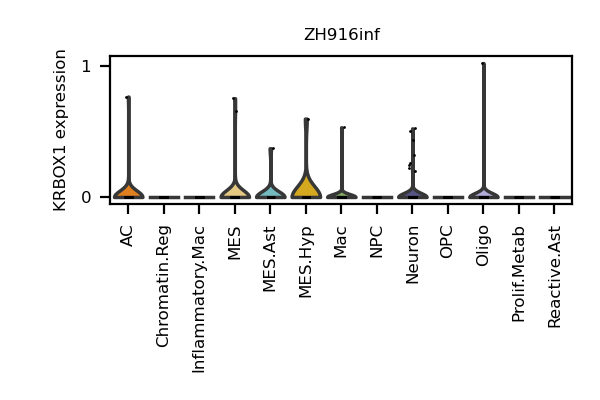 ZH916inf
KRBOX1 expression
1
0
AC
Chromatin.Reg
Inflammatory.Mac
MES
MES.Ast
MES.Hyp
Mac
NPC
Neuron
OPC
Oligo
Prolif.Metab
Reactive.Ast